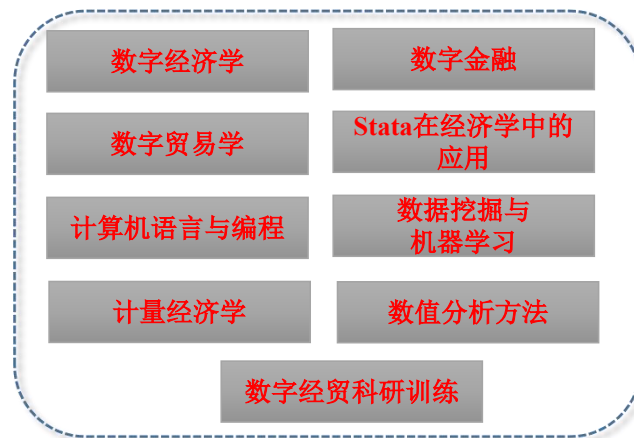 数字经济学
数字金融
数字贸易学
Stata在经济学中的
应用
计算机语言与编程
数据挖掘与
机器学习
计量经济学
数值分析方法
数字经贸科研训练